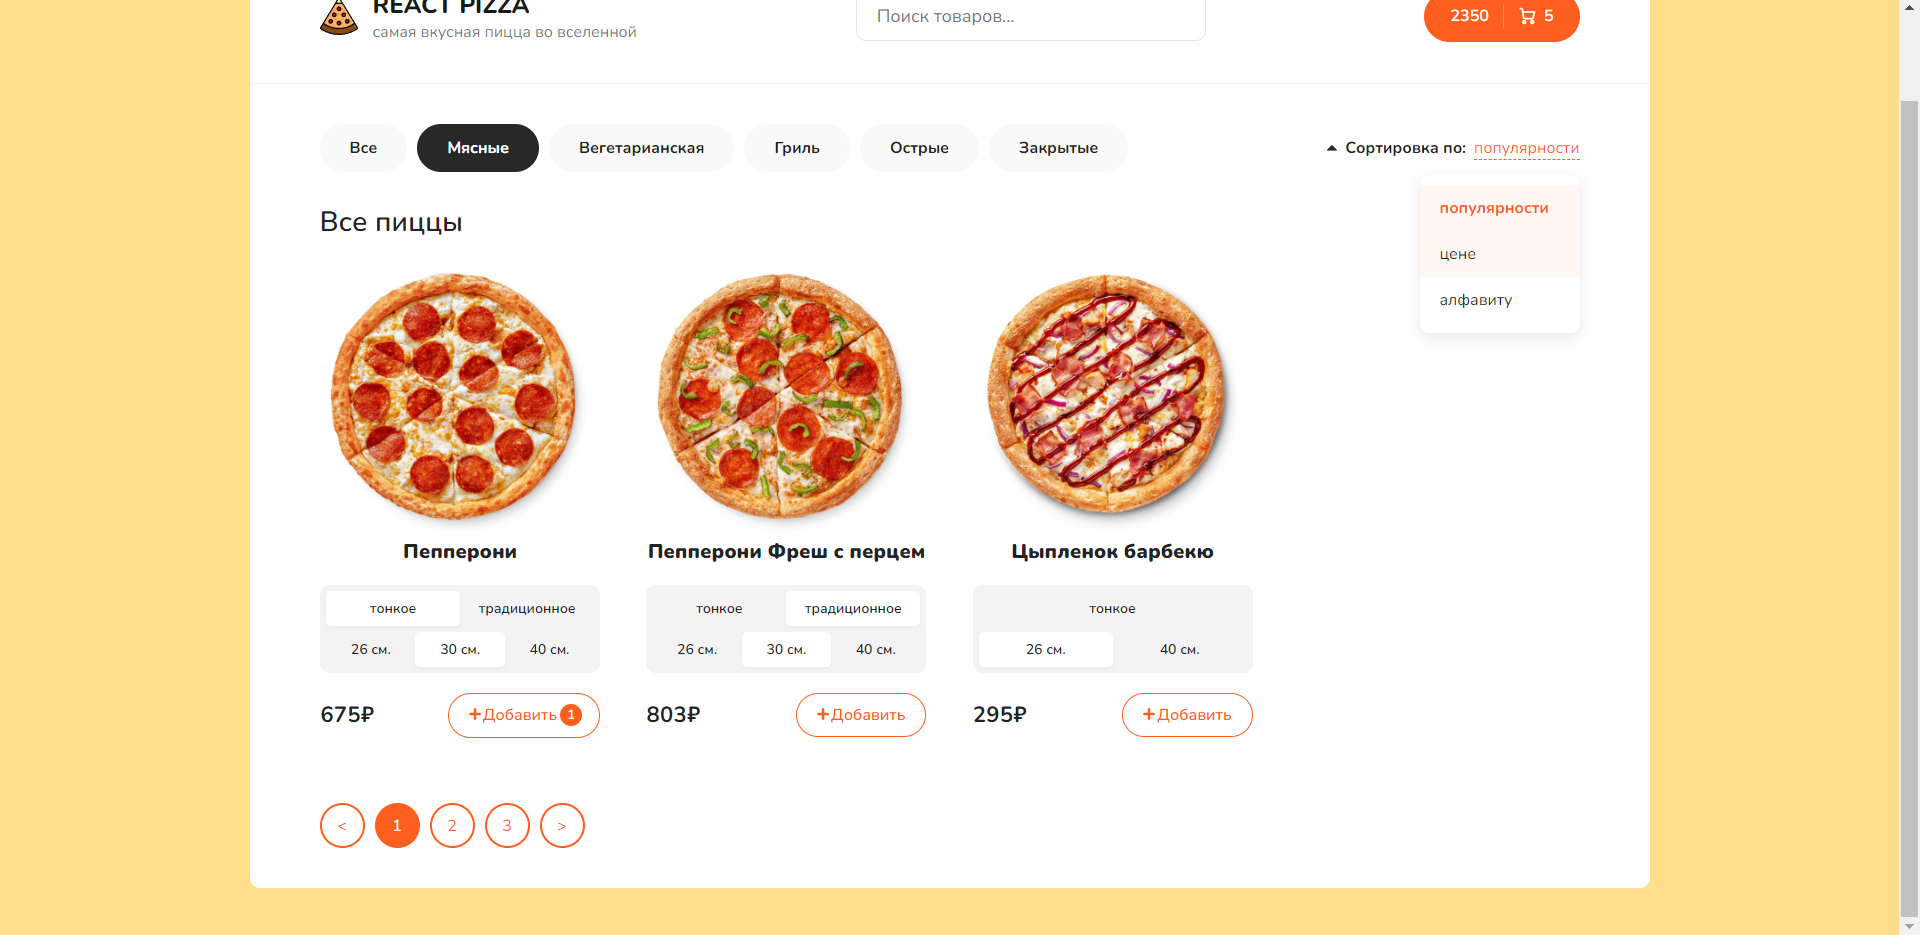 REACT PIZZA
самая вкусная пицца во вселенной
Поиск товаров...
2350 5
Все Мясные Вегетарианская Гриль Острые Закрытые
Сортировка по: популярности
популярности
цене
алфавиту
Все пиццы
Пепперони
тонкое традиционное
26 см. 30 см. 40 см.
675₽ +Добавить 1
Пепперони Фреш с перцем
тонкое традиционное
26 см. 30 см. 40 см.
803₽ +Добавить
Цыпленок барбекю
тонкое
26 см. 40 см.
295₽ +Добавить
< 1 2 3 >